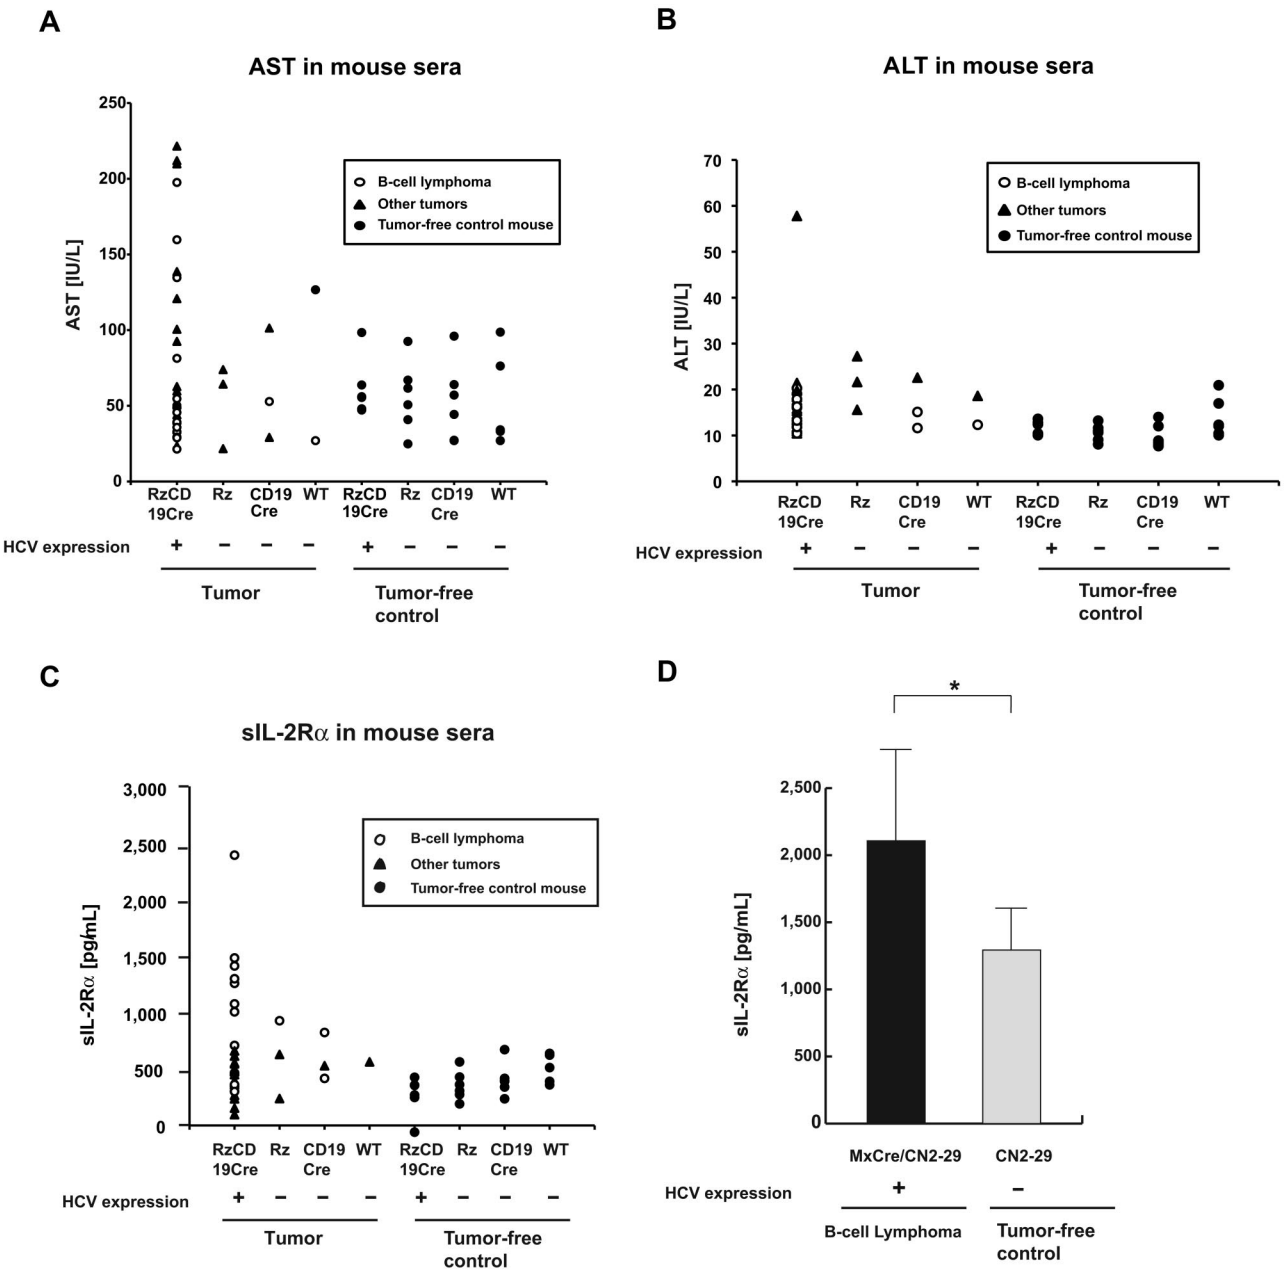 A
AST in mouse sera
250
200
150
100
50
0
AST [IU/L]
B-cell lymphoma
Other tumors
Tumor-free control mouse
RzCD Rz CD19 WT RzCD Rz CD19 WT
19Cre Cre 19Cre Cre
HCV expression + − − − + − − −
Tumor Tumor-free
control
B
ALT in mouse sera
70
60
50
40
30
20
10
0
ALT [IU/L]
B-cell lymphoma
Other tumors
Tumor-free control mouse
RzCD Rz CD19 WT RzCD Rz CD19 WT
19Cre Cre 19Cre Cre
HCV expression + − − − + − − −
Tumor Tumor-free
control
C
sIL-2Rα in mouse sera
3,000
2,500
2,000
1,500
1,000
500
0
sIL-2Rα [pg/mL]
B-cell lymphoma
Other tumors
Tumor-free control mouse
RzCD Rz CD19 WT RzCD Rz CD19 WT
19Cre Cre 19Cre Cre
HCV expression + − − − + − − −
Tumor Tumor-free
control
D
*
2,500
2,000
1,500
1,000
500
0
sIL-2Rα [pg/mL]
MxCre/CN2-29 CN2-29
HCV expression + −
B-cell Lymphoma Tumor-free
control